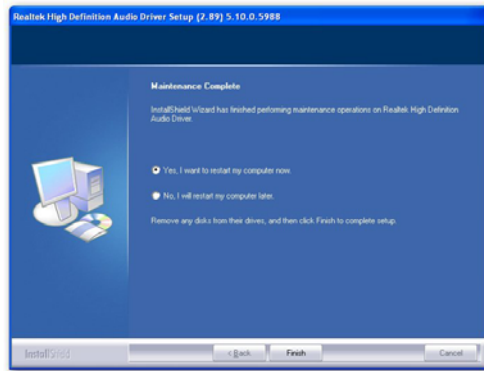 Realtek High Definition Audio Driver Setup (2.89) 5.10.0.5988
Maintenance Complete
InstallShield Wizard has finished performing maintenance operations on Realtek High Definition
Audio Driver.
Yes, I want to restart my computer now.
No, I will restart my computer later.
Remove any disks from their drives, and then click Finish to complete setup.
InstallShield
< Back
Finish
Cancel